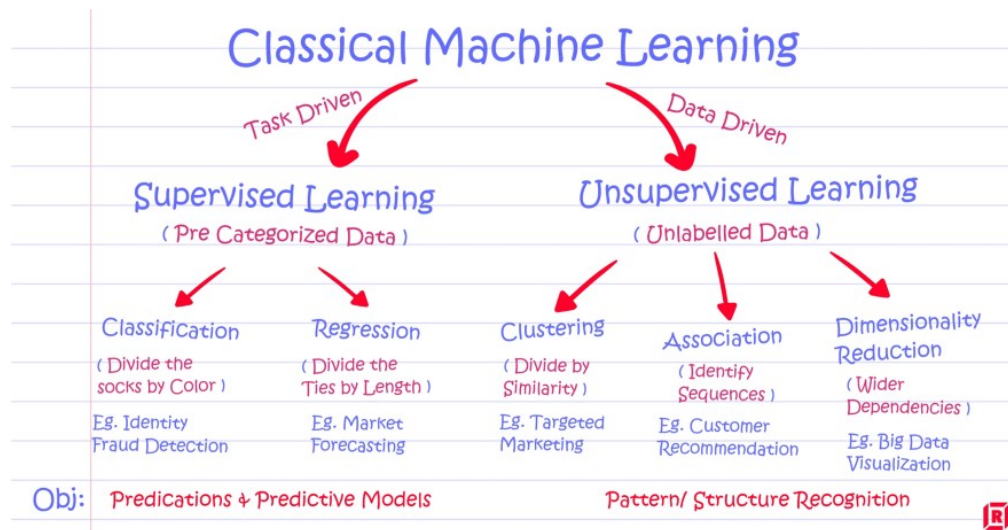 Classical Machine Learning
Task Driven
Data Driven
Supervised Learning
( Pre Categorized Data )
Unsupervised Learning
( Unlabelled Data )
Classification
( Divide the
socks by Color )
Eg. Identity
Fraud Detection
Regression
( Divide the
Ties by Length )
Eg. Market
Forecasting
Clustering
( Divide by
Similarity )
Eg. Targeted
Marketing
Association
( Identify
Sequences )
Eg. Customer
Recommendation
Dimensionality
Reduction
( Wider
Dependencies )
Eg. Big Data
Visualization
Obj: Predications & Predictive Models
Pattern/ Structure Recognition
R